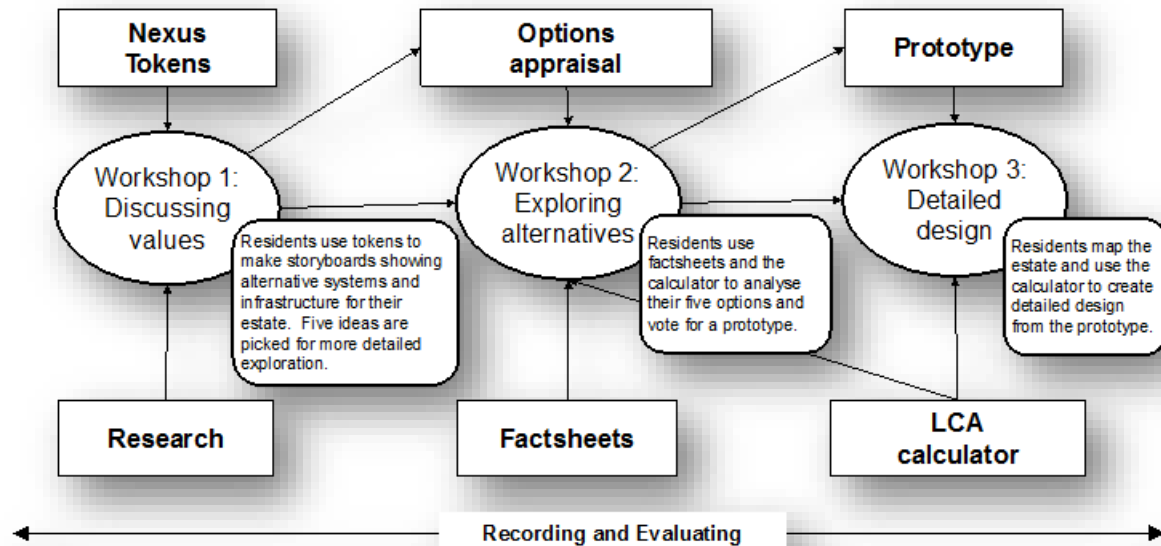 Nexus
Tokens
Options
appraisal
Prototype
Workshop 1:
Discussing
values
Workshop 2:
Exploring
alternatives
Workshop 3:
Detailed
design
Residents use tokens to
make storyboards showing
alternative systems and
infrastructure for their
estate.  Five ideas are
picked for more detailed
exploration.
Residents use
factsheets and the
calculator to analyse
their five options and
vote for a prototype.
Residents map the
estate and use the
calculator to create
detailed design
from the prototype.
Research
Factsheets
LCA
calculator
Recording and Evaluating